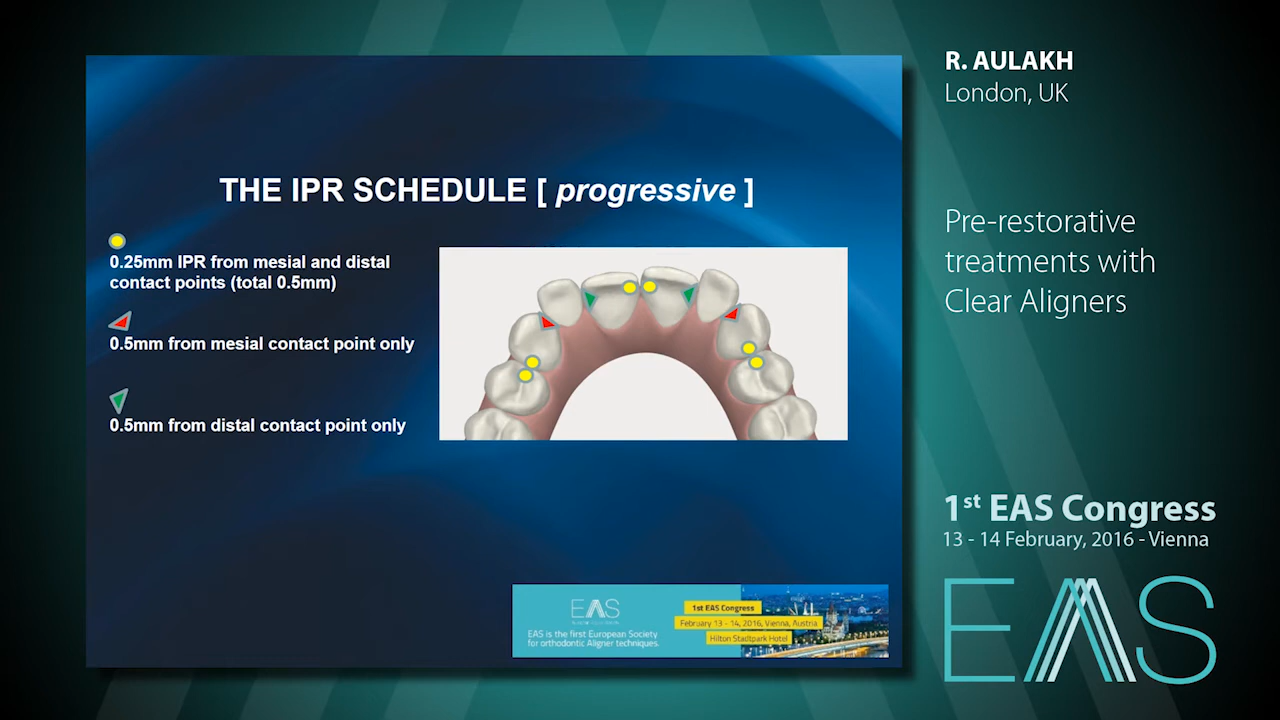 R. AULAKH
London, UK
Pre-restorative
treatments with
Clear Aligners
THE IPR SCHEDULE [ progressive ]
0.25mm IPR from mesial and distal
contact points (total 0.5mm)
0.5mm from mesial contact point only
0.5mm from distal contact point only
EAS
EAS is the first European Society
for orthodontic Aligner techniques.
1st EAS Congress
February 13 - 14, 2016, Vienna, Austria
Hilton Stadtpark Hotel
1st EAS Congress
13 - 14 February, 2016 - Vienna
EAS